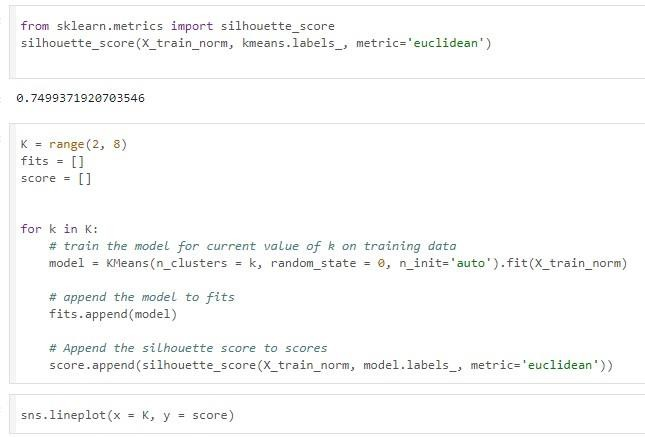 from sklearn.metrics import silhouette_score
silhouette_score(X_train_norm, kmeans.labels_, metric='euclidean')
0.7499371920703546
K = range(2, 8)
fits = []
score = []
for k in K:
# train the model for current value of k on training data
model = KMeans(n_clusters = k, random_state = 0, n_init='auto').fit(X_train_norm)
# append the model to fits
fits.append(model)
# Append the silhouette score to scores
score.append(silhouette_score(X_train_norm, model.labels_, metric='euclidean'))
sns.lineplot(x = K, y = score)